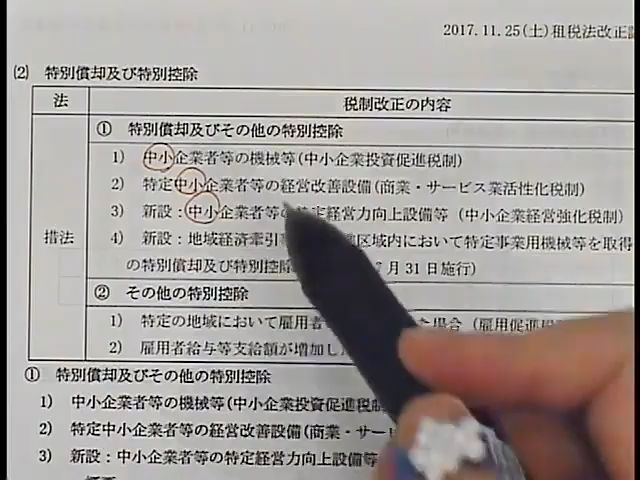 2017.11.25(土)租税法改正
(2) 特別償却及び特別控除
法 税制改正の内容
① 特別償却及びその他の特別控除
1) 中小企業者等の機械等(中小企業投資促進税制)
2) 特定中小企業者等の経営改善設備(商業・サービス業活性化税制)
3) 新設:中小企業者等の特定経営力向上設備等(中小企業経営強化税制)
措法
4) 新設:地域経済牽引 区域内において特定事業用機械等を取得
の特別償却及び特別控除 7月31日施行)
② その他の特別控除
1) 特定の地域において雇用者 た場合(雇用促進
2) 雇用者給与等支給額が増加し
① 特別償却及びその他の特別控除
1) 中小企業者等の機械等(中小企業投資促進税制
2) 特定中小企業者等の経営改善設備(商業・サー
3) 新設:中小企業者等の特定経営力向上設備等